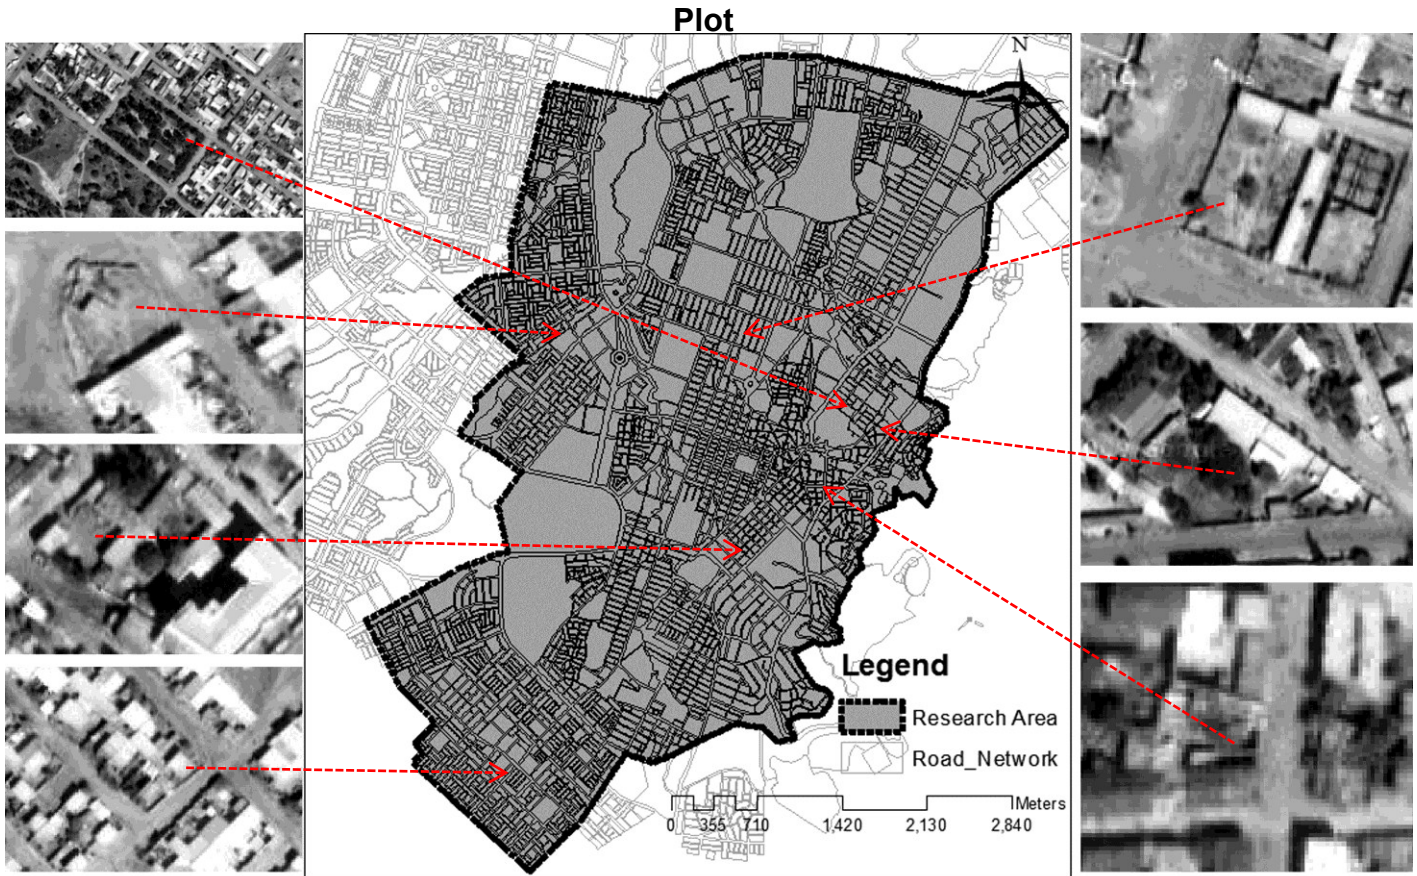 Plot
N
Legend
Research Area
Road_Network
Meters
0 355 710 1,420 2,130 2,840